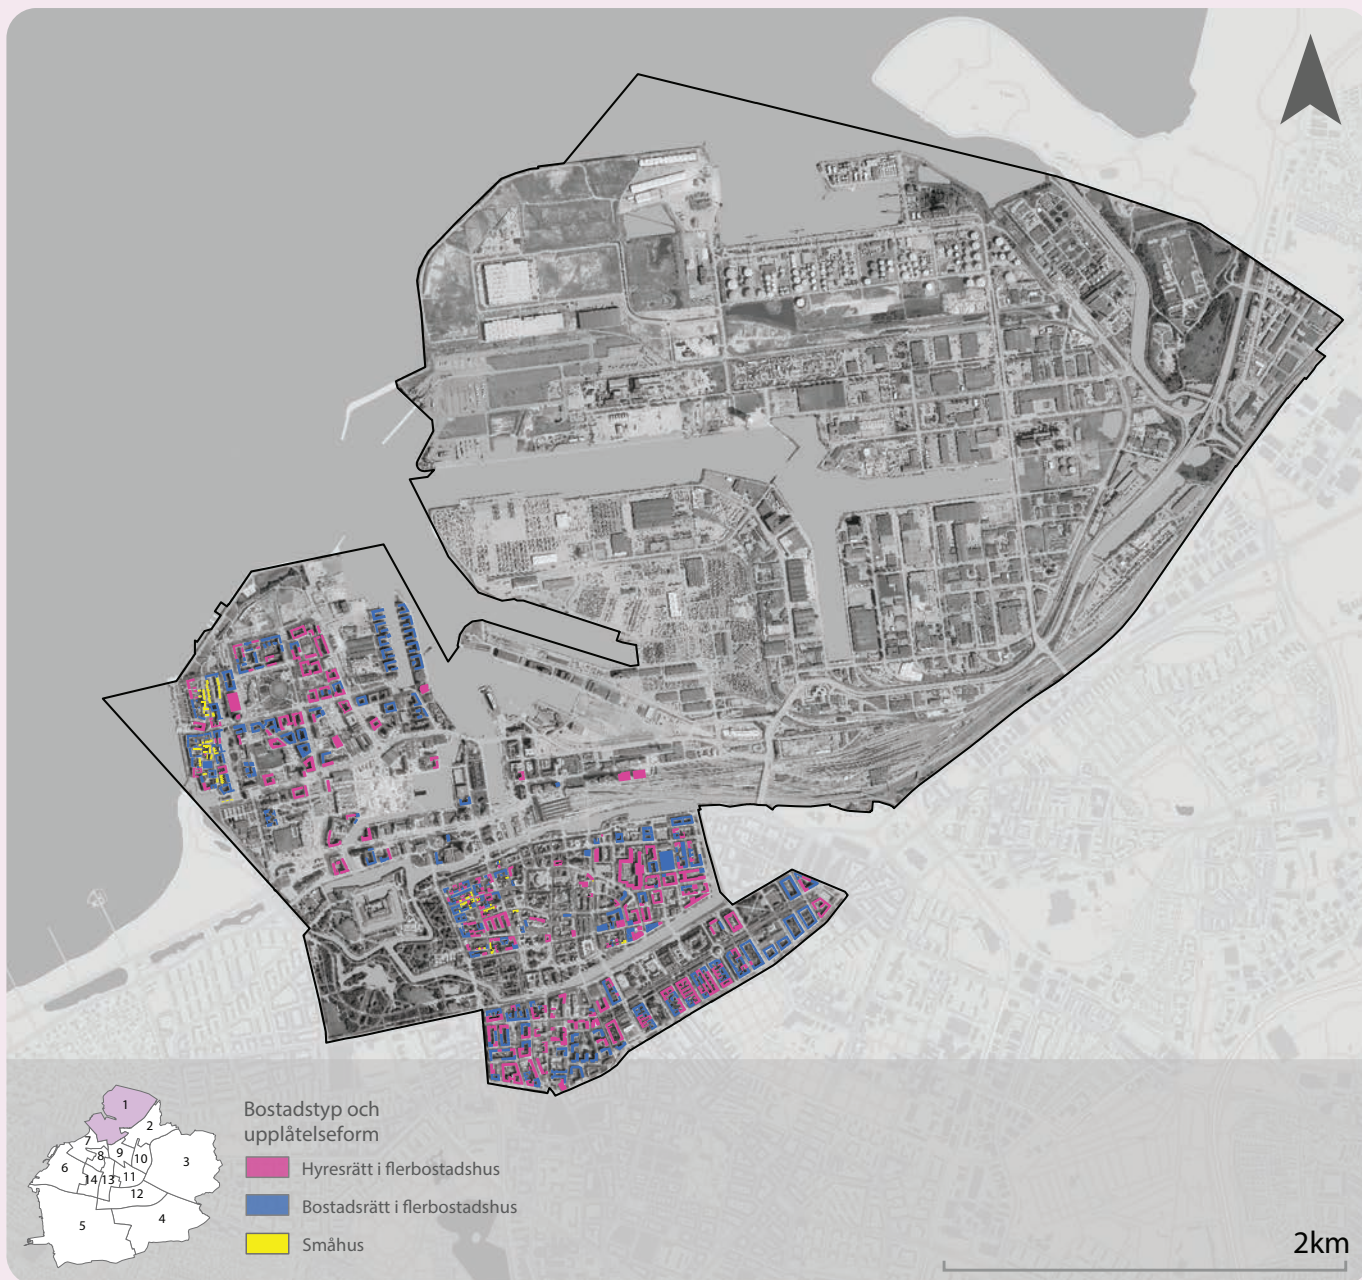 1
2
7
9
8
10
3
6
14
13
11
12
5
4
Bostadstyp och
upplåtelseform
Hyresrätt i flerbostadshus
Bostadsrätt i flerbostadshus
Småhus
2km